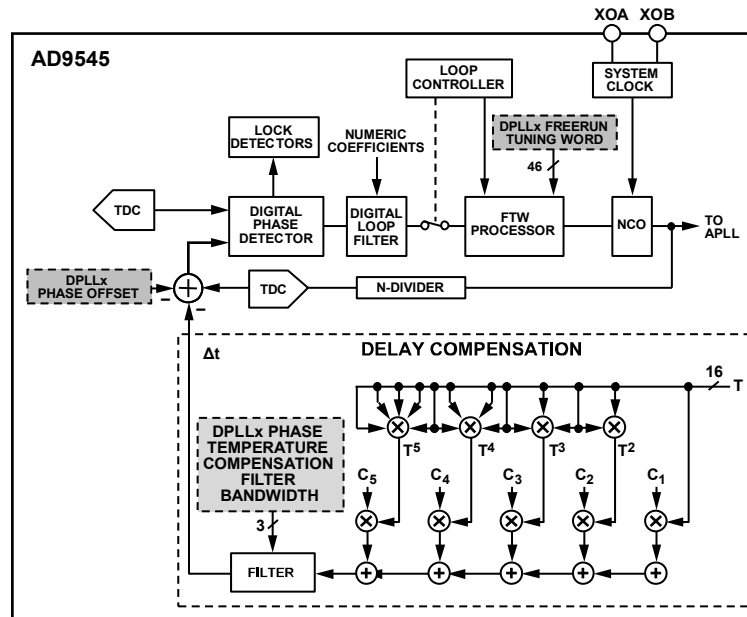 XOA XOB
AD9545
LOOP
CONTROLLER
SYSTEM
CLOCK
LOCK
DETECTORS
NUMERIC
COEFFICIENTS
DPLLx FREERUN
TUNING WORD
46
TDC
DIGITAL
PHASE
DETECTOR
DIGITAL
LOOP
FILTER
FTW
PROCESSOR
NCO
TO
APLL
DPLLx
PHASE OFFSET
–
+
–
TDC
N-DIVIDER
Δt
DELAY COMPENSATION
16
T
× × × ×
T⁵ T⁴ T³ T²
DPLLx PHASE
TEMPERATURE
COMPENSATION
FILTER
BANDWIDTH
3
C₅ C₄ C₃ C₂ C₁
× × × × ×
FILTER
+ + + + +